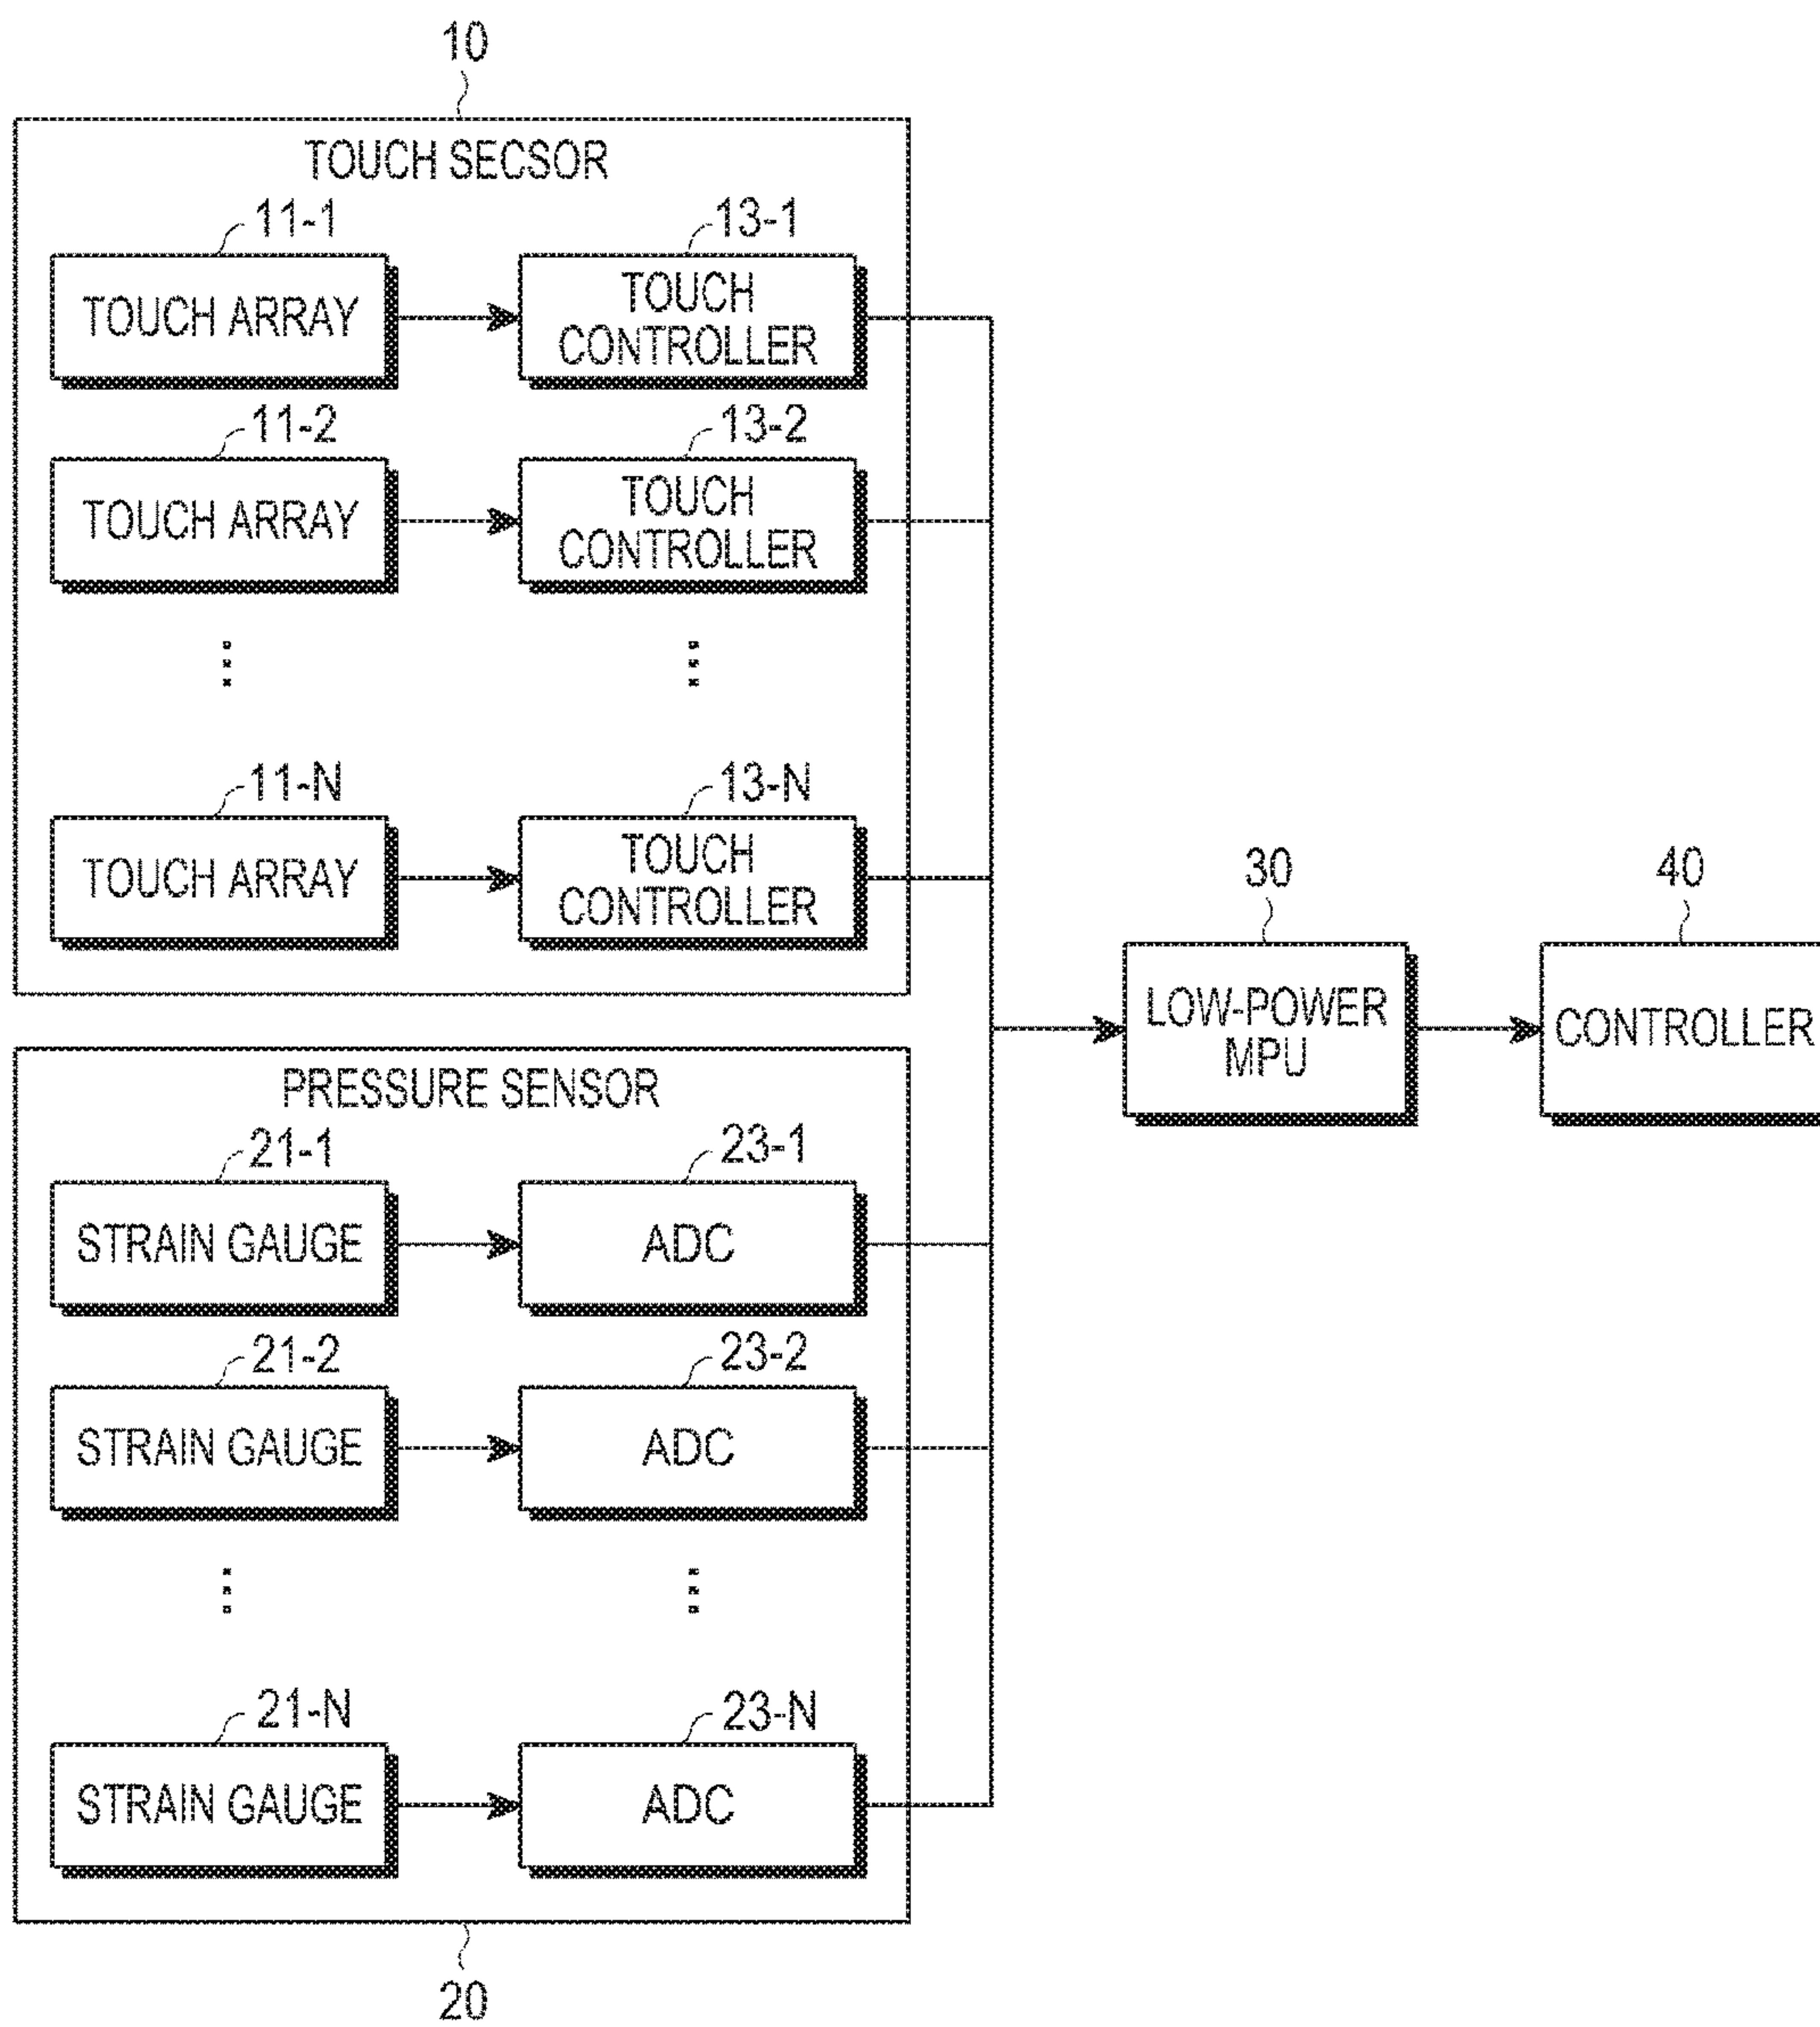 10
TOUCH SECSOR
11-1
13-1
TOUCH ARRAY
TOUCH
CONTROLLER
11-2
13-2
TOUCH ARRAY
TOUCH
CONTROLLER
11-N
13-N
TOUCH ARRAY
TOUCH
CONTROLLER
30
40
LOW-POWER
MPU
CONTROLLER
PRESSURE SENSOR
21-1
23-1
STRAIN GAUGE
ADC
21-2
23-2
STRAIN GAUGE
ADC
21-N
23-N
STRAIN GAUGE
ADC
20